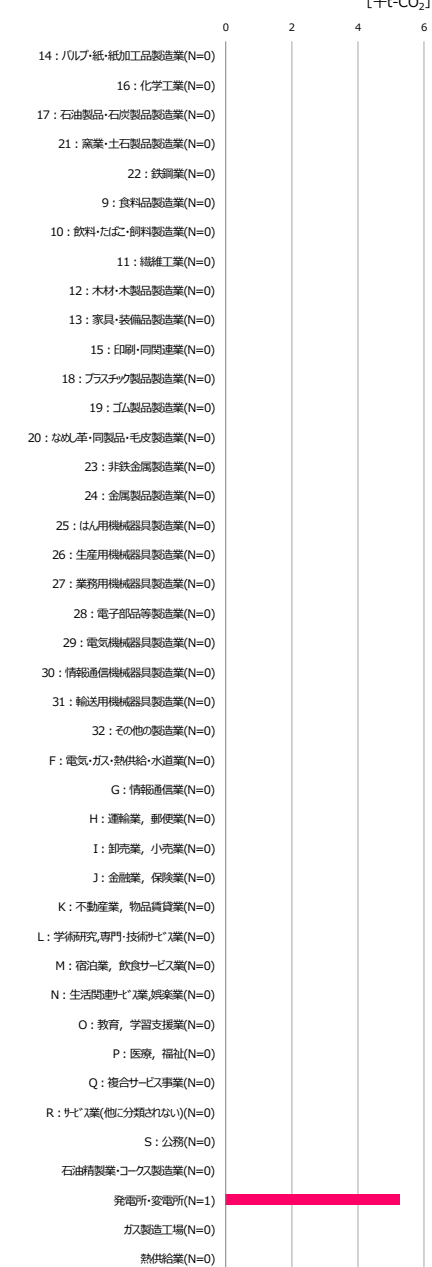 [千t-CO₂]
0 2 4 6
14：パルプ・紙・紙加工品製造業(N=0)
16：化学工業(N=0)
17：石油製品・石炭製品製造業(N=0)
21：窯業・土石製品製造業(N=0)
22：鉄鋼業(N=0)
9：食料品製造業(N=0)
10：飲料・たばこ・飼料製造業(N=0)
11：繊維工業(N=0)
12：木材・木製品製造業(N=0)
13：家具・装備品製造業(N=0)
15：印刷・同関連業(N=0)
18：プラスチック製品製造業(N=0)
19：ゴム製品製造業(N=0)
20：なめし革・同製品・毛皮製造業(N=0)
23：非鉄金属製造業(N=0)
24：金属製品製造業(N=0)
25：はん用機械器具製造業(N=0)
26：生産用機械器具製造業(N=0)
27：業務用機械器具製造業(N=0)
28：電子部品等製造業(N=0)
29：電気機械器具製造業(N=0)
30：情報通信機械器具製造業(N=0)
31：輸送用機械器具製造業(N=0)
32：その他の製造業(N=0)
F：電気・ガス・熱供給・水道業(N=0)
G：情報通信業(N=0)
H：運輸業，郵便業(N=0)
I：卸売業，小売業(N=0)
J：金融業，保険業(N=0)
K：不動産業，物品賃貸業(N=0)
L：学術研究,専門・技術ｻｰﾋﾞｽ業(N=0)
M：宿泊業，飲食サービス業(N=0)
N：生活関連ｻｰﾋﾞｽ業,娯楽業(N=0)
O：教育，学習支援業(N=0)
P：医療，福祉(N=0)
Q：複合サービス事業(N=0)
R：ｻｰﾋﾞｽ業(他に分類されない)(N=0)
S：公務(N=0)
石油精製業・コークス製造業(N=0)
発電所・変電所(N=1)
ガス製造工場(N=0)
熱供給業(N=0)